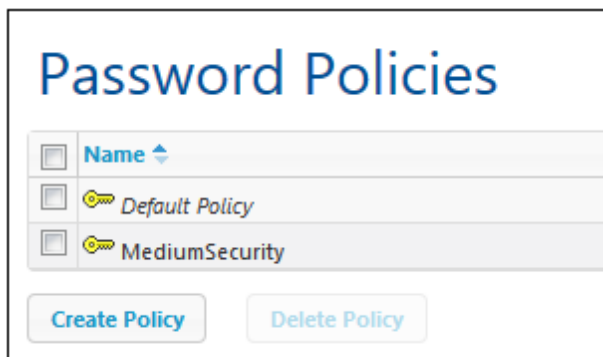 Password Policies
Name
Default Policy
MediumSecurity
Create Policy Delete Policy